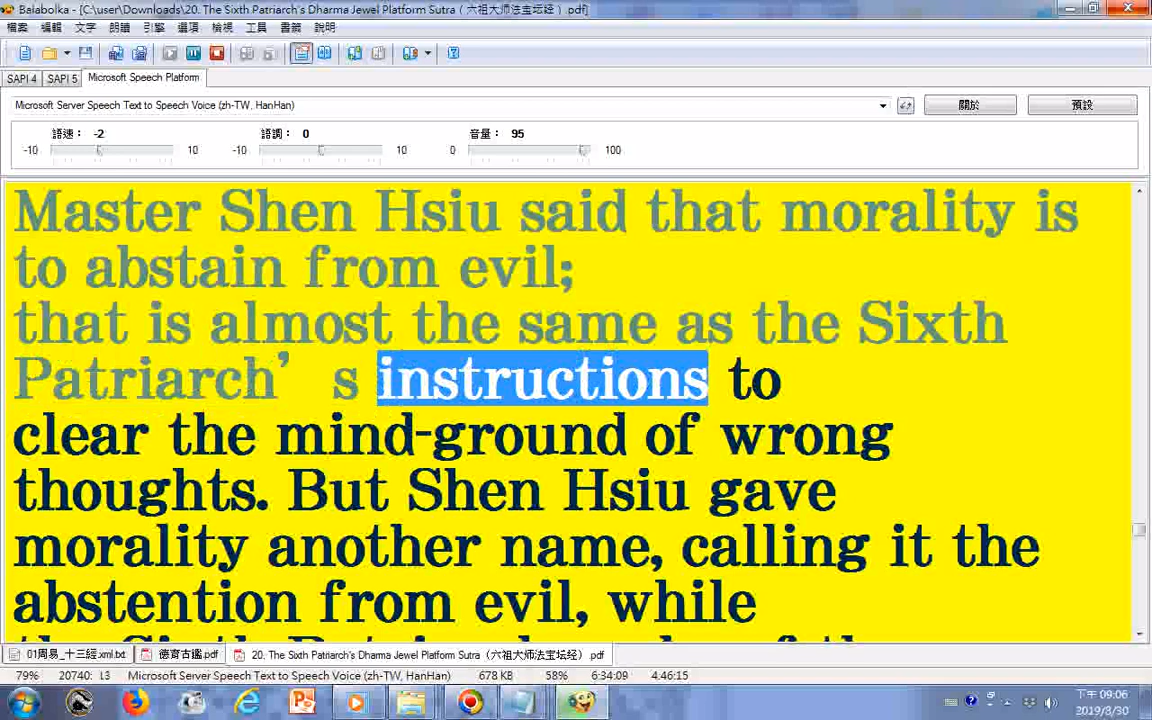 Balabolka - [C:\user\Downloads\20. The Sixth Patriarch's Dharma Jewel Platform Sutra（六祖大师法宝坛经）.pdf]
檔案 編輯 文字 朗讀 引擎 選項 檢視 工具 書籤 說明
SAPI 4 SAPI 5 Microsoft Speech Platform
Microsoft Server Speech Text to Speech Voice (zh-TW, HanHan) 關於 預設
語速： -2 語調： 0 音量： 95
-10 10 -10 10 0 100
Master Shen Hsiu said that morality is
to abstain from evil;
that is almost the same as the Sixth
Patriarch’s instructions to
clear the mind-ground of wrong
thoughts. But Shen Hsiu gave
morality another name, calling it the
abstention from evil, while
01周易_十三經.xml.txt 德育古鑑.pdf 20. The Sixth Patriarch's Dharma Jewel Platform Sutra（六祖大师法宝坛经）.pdf
79% 20740: 13 Microsoft Server Speech Text to Speech Voice (zh-TW, HanHan) 678 KB 58% 6:34:09 4:46:15
下午 09:06
2019/8/30